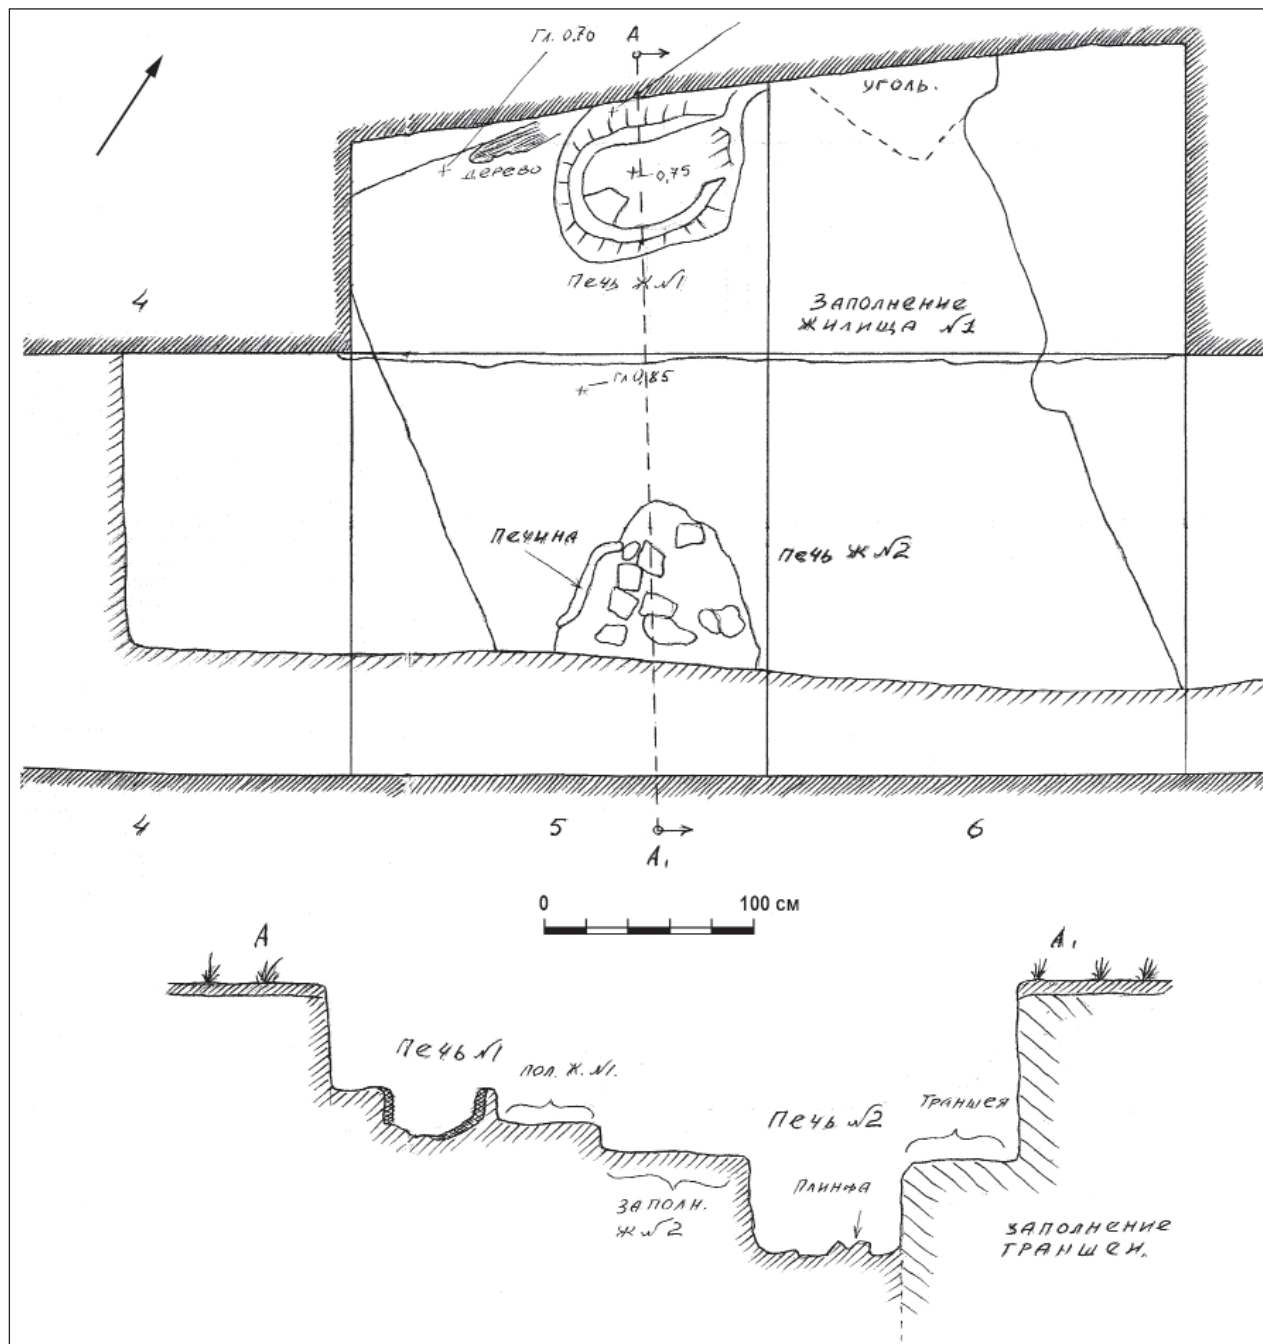 Гл. 0.70
А
уголь.
дерево
0,75
Печь Ж №1
4
Заполнение
жилища №1
Гл 0,85
Печина
Печь Ж №2
4
5
6
А₁
0
100 см
А
А₁
Печь №1
пол. Ж. №1.
Траншея
Печь №2
Плинфа
заполн.
Ж №2
заполнение
траншеи.